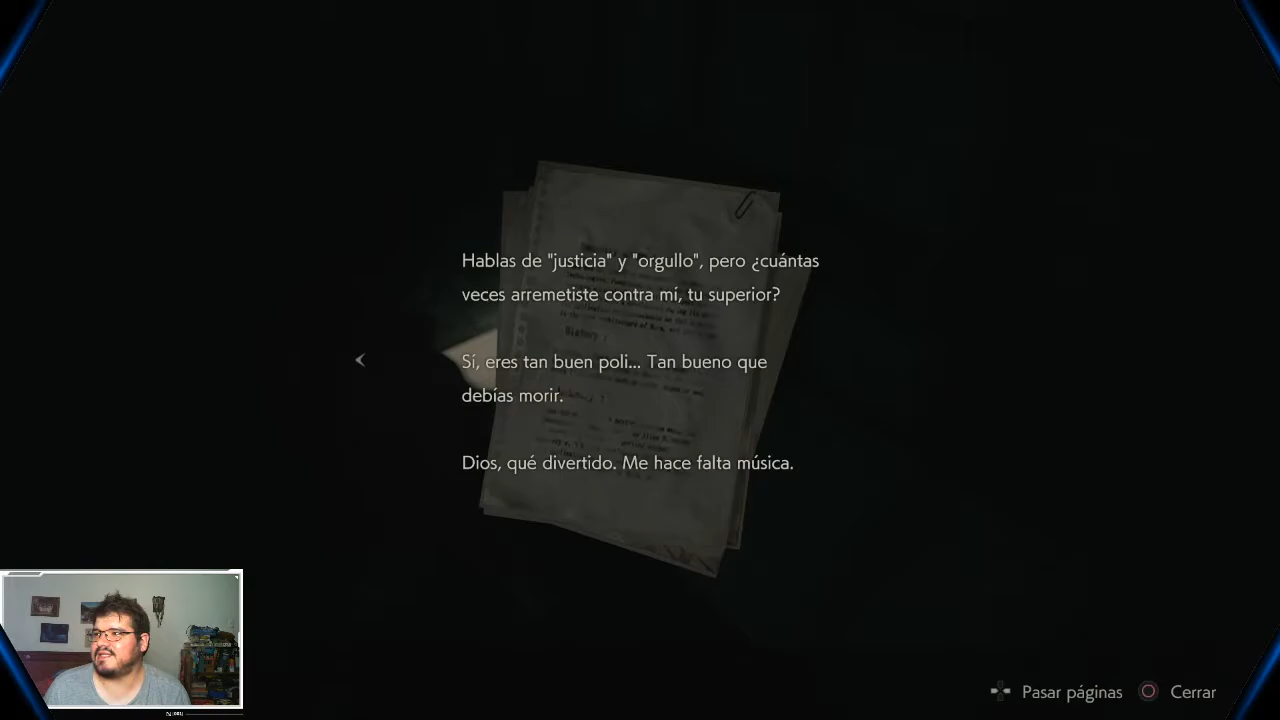 Hablas de "justicia" y "orgullo", pero ¿cuántas
veces arremetiste contra mí, tu superior?
Sí, eres tan buen poli... Tan bueno que
debías morir.
Dios, qué divertido. Me hace falta música.
Pasar páginas
Cerrar